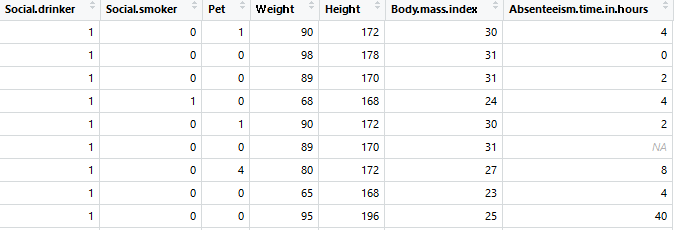 Social.drinker Social.smoker Pet Weight Height Body.mass.index Absenteeism.time.in.hours
1 0 1 90 172 30 4
1 0 0 98 178 31 0
1 0 0 89 170 31 2
1 1 0 68 168 24 4
1 0 1 90 172 30 2
1 0 0 89 170 31 NA
1 0 4 80 172 27 8
1 0 0 65 168 23 4
1 0 0 95 196 25 40